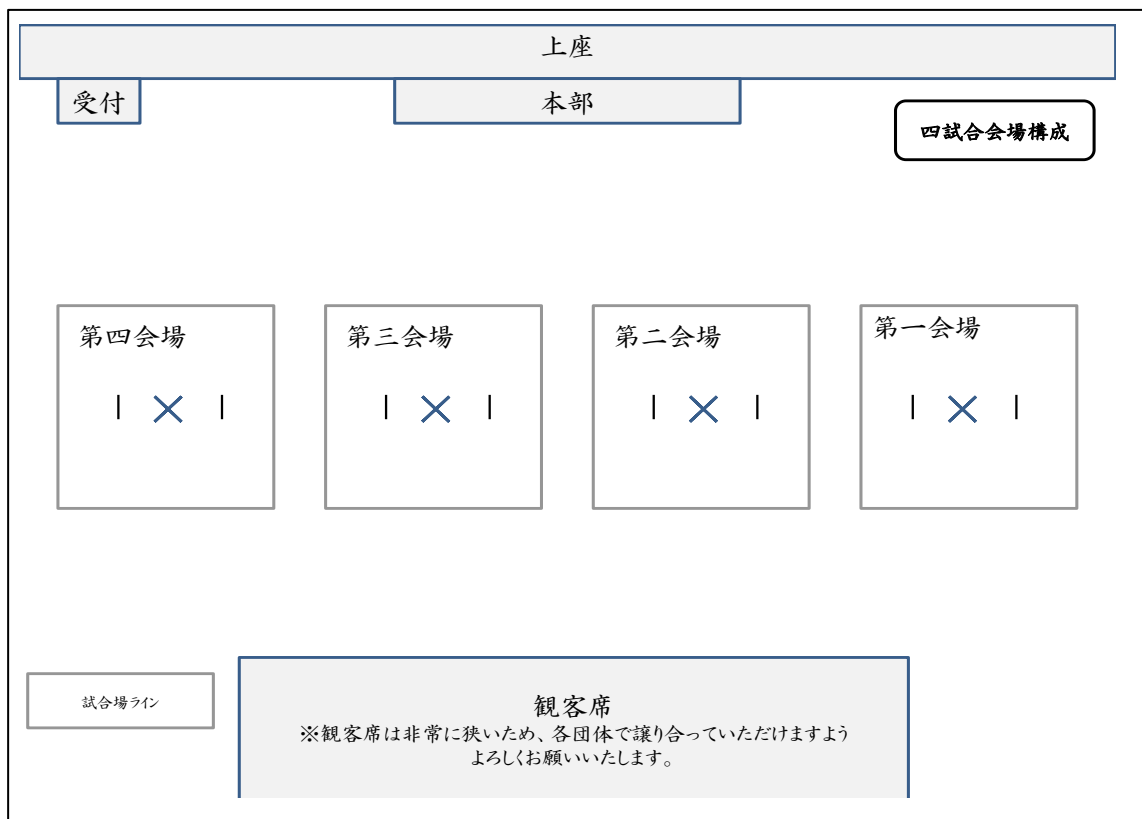 上座
受付
本部
四試合会場構成
第四会場
第三会場
第二会場
第一会場
試合場ライン
観客席
※観客席は非常に狭いため、各団体で譲り合っていただけますよう
よろしくお願いいたします。